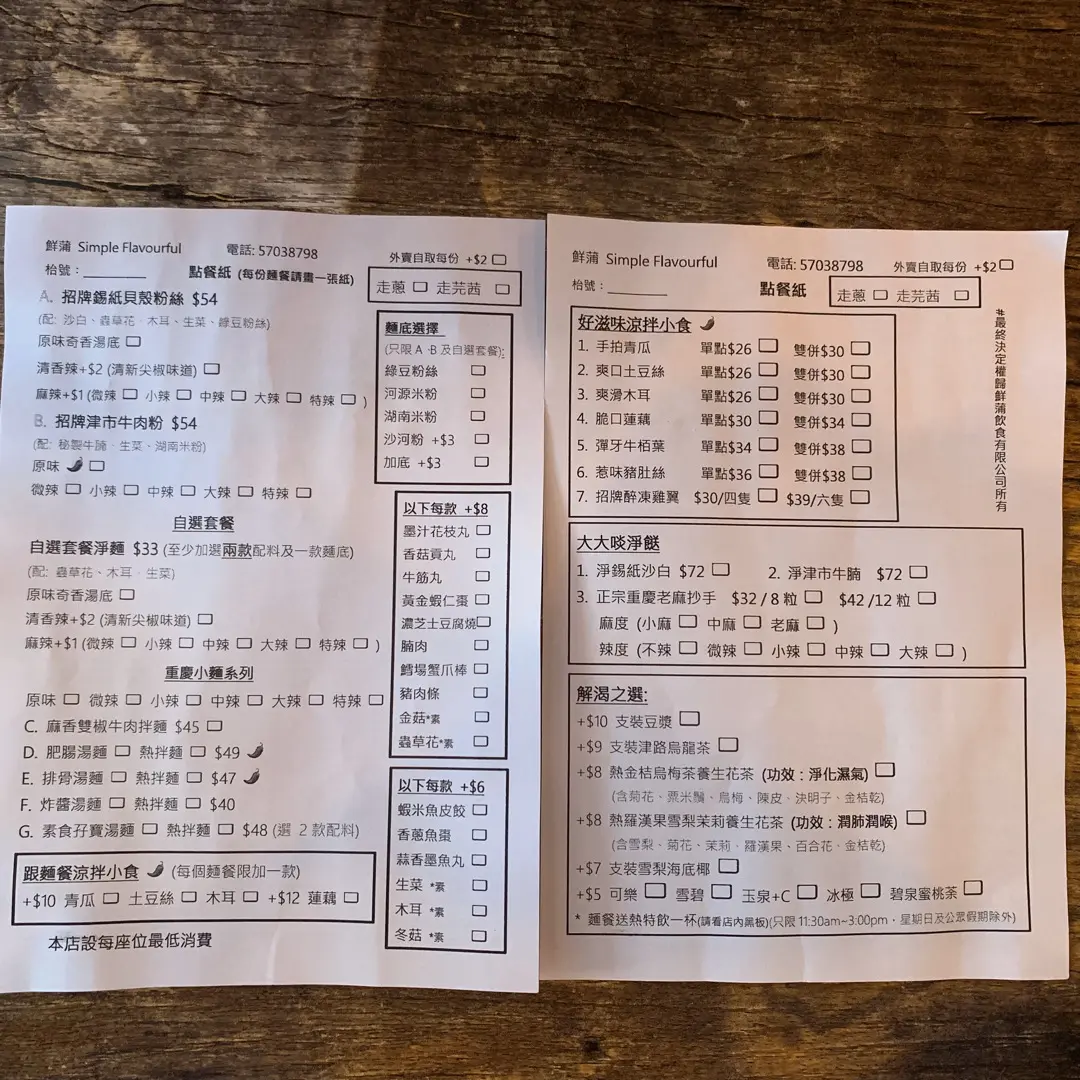 鮮蒲 Simple Flavourful 電話: 57038798 外賣自取每份 +$2 □
枱號：________ 點餐紙 (每份麵餐請畫一張紙)
走蔥 □ 走芫茜 □
A. 招牌錫紙貝殼粉絲 $54
(配: 沙白、蟲草花、木耳、生菜、綠豆粉絲)
原味奇香湯底 □
清香辣+$2 (清新尖椒味道) □
麻辣+$1 (微辣 □ 小辣 □ 中辣 □ 大辣 □ 特辣 □ )
B. 招牌津市牛肉粉 $54
(配: 秘製牛腩、生菜、湖南米粉)
原味 □
微辣 □ 小辣 □ 中辣 □ 大辣 □ 特辣 □
自選套餐
自選套餐淨麵 $33 (至少加選兩款配料及一款麵底)
(配: 蟲草花、木耳、生菜)
原味奇香湯底 □
清香辣+$2 (清新尖椒味道) □
麻辣+$1 (微辣 □ 小辣 □ 中辣 □ 大辣 □ 特辣 □ )
重慶小麵系列
原味 □ 微辣 □ 小辣 □ 中辣 □ 大辣 □ 特辣 □
C. 麻香雙椒牛肉拌麵 $45 □
D. 肥腸湯麵 □ 熱拌麵 □ $49
E. 排骨湯麵 □ 熱拌麵 □ $47
F. 炸醬湯麵 □ 熱拌麵 □ $40
G. 素食孖寶湯麵 □ 熱拌麵 □ $48 (選 2 款配料)
跟麵餐涼拌小食 (每個麵餐限加一款)
+$10 青瓜 □ 土豆絲 □ 木耳 □ +$12 蓮藕 □
本店設每座位最低消費
麵底選擇
(只限 A、B 及自選套餐):
綠豆粉絲 □
河源米粉 □
湖南米粉 □
沙河粉 +$3 □
加底 +$3 □
以下每款 +$8
墨汁花枝丸 □
香菇貢丸 □
牛筋丸 □
黃金蝦仁棗 □
濃芝士豆腐燒 □
腩肉 □
鱈場蟹爪棒 □
豬肉條 □
金菇*素 □
蟲草花*素 □
以下每款 +$6
蝦米魚皮餃 □
香蔥魚棗 □
蒜香墨魚丸 □
生菜 *素 □
木耳 *素 □
冬菇 *素 □
鮮蒲 Simple Flavourful 電話: 57038798 外賣自取每份 +$2 □
枱號：________ 點餐紙
走蔥 □ 走芫茜 □
好滋味涼拌小食
1. 手拍青瓜 單點$26 □ 雙併$30 □
2. 爽口土豆絲 單點$26 □ 雙併$30 □
3. 爽滑木耳 單點$26 □ 雙併$30 □
4. 脆口蓮藕 單點$30 □ 雙併$34 □
5. 彈牙牛栢葉 單點$34 □ 雙併$38 □
6. 惹味豬肚絲 單點$36 □ 雙併$38 □
7. 招牌醉凍雞翼 $30/四隻 □ $39/六隻 □
#最終決定權歸鮮蒲飲食有限公司所有
大大啖淨餸
1. 淨錫紙沙白 $72 □ 2. 淨津市牛腩 $72 □
3. 正宗重慶老麻抄手 $32 / 8 粒 □ $42 /12 粒 □
麻度 (小麻 □ 中麻 □ 老麻 □ )
辣度 (不辣 □ 微辣 □ 小辣 □ 中辣 □ 大辣 □ )
解渴之選:
+$10 支裝豆漿 □
+$9 支裝津路烏龍茶 □
+$8 熱金桔烏梅茶養生花茶 (功效：淨化濕氣) □
(含菊花、粟米鬚、烏梅、陳皮、決明子、金桔乾)
+$8 熱羅漢果雪梨茉莉養生花茶 (功效：潤肺潤喉) □
(含雪梨、菊花、茉莉、羅漢果、百合花、金桔乾)
+$7 支裝雪梨海底椰 □
+$5 可樂 □ 雪碧 □ 玉泉+C □ 冰極 □ 碧泉蜜桃茶 □
* 麵餐送熱特飲一杯(請看店內黑板)(只限 11:30am~3:00pm、星期日及公眾假期除外)